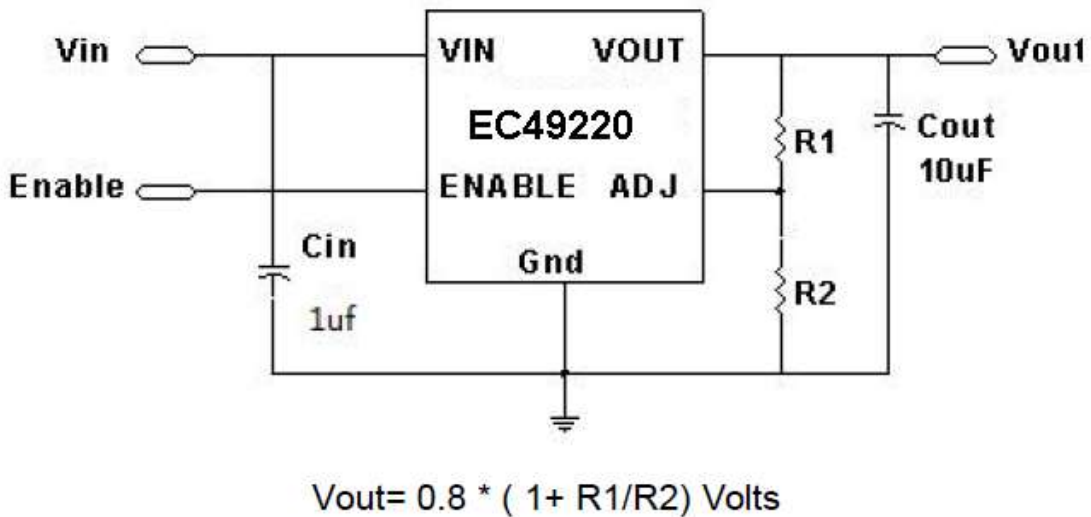 Vin
VIN
VOUT
Vout
EC49220
R1
Cout
10uF
Enable
ENABLE
ADJ
Cin
1uf
Gnd
R2
Vout= 0.8 * ( 1+ R1/R2) Volts